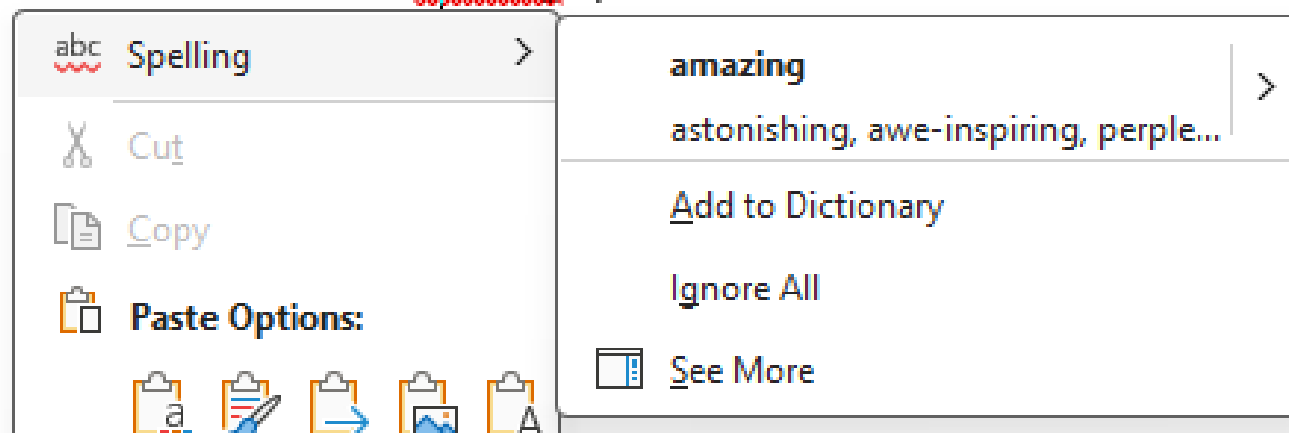 abc Spelling
Cut
Copy
Paste Options:
a
A
amazing
astonishing, awe-inspiring, perple...
Add to Dictionary
Ignore All
See More